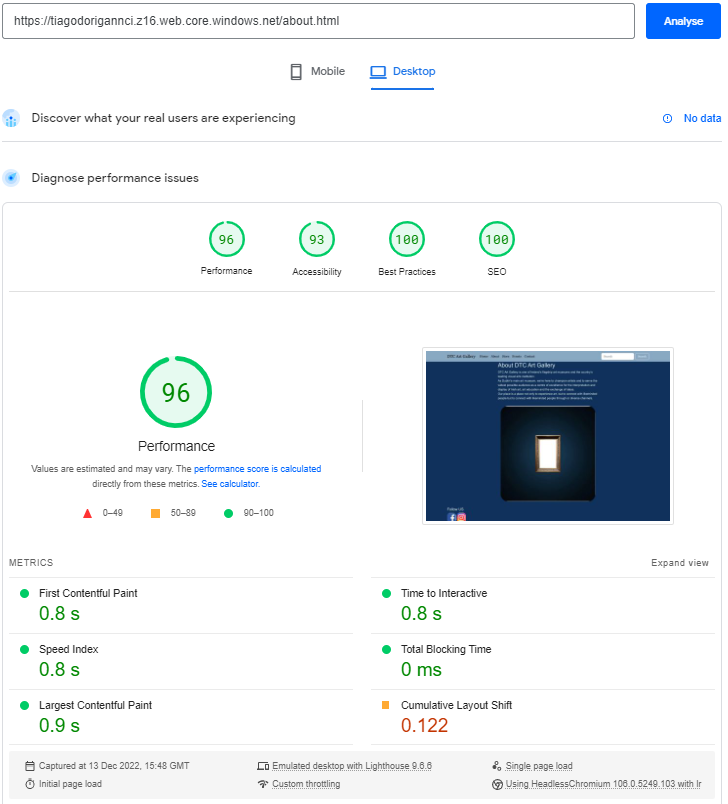 https://tiagodorigannci.z16.web.core.windows.net/about.html
Analyse
Mobile
Desktop
Discover what your real users are experiencing
No data
Diagnose performance issues
96
93
100
100
Performance
Accessibility
Best Practices
SEO
96
Performance
Values are estimated and may vary. The performance score is calculated
directly from these metrics. See calculator.
0–49
50–89
90–100
DTC Art Gallery
About DTC Art Gallery
Follow US
METRICS
Expand view
First Contentful Paint
0.8 s
Time to Interactive
0.8 s
Speed Index
0.8 s
Total Blocking Time
0 ms
Largest Contentful Paint
0.9 s
Cumulative Layout Shift
0.122
Captured at 13 Dec 2022, 15:48 GMT
Emulated desktop with Lighthouse 9.6.6
Single page load
Initial page load
Custom throttling
Using HeadlessChromium 106.0.5249.103 with lr